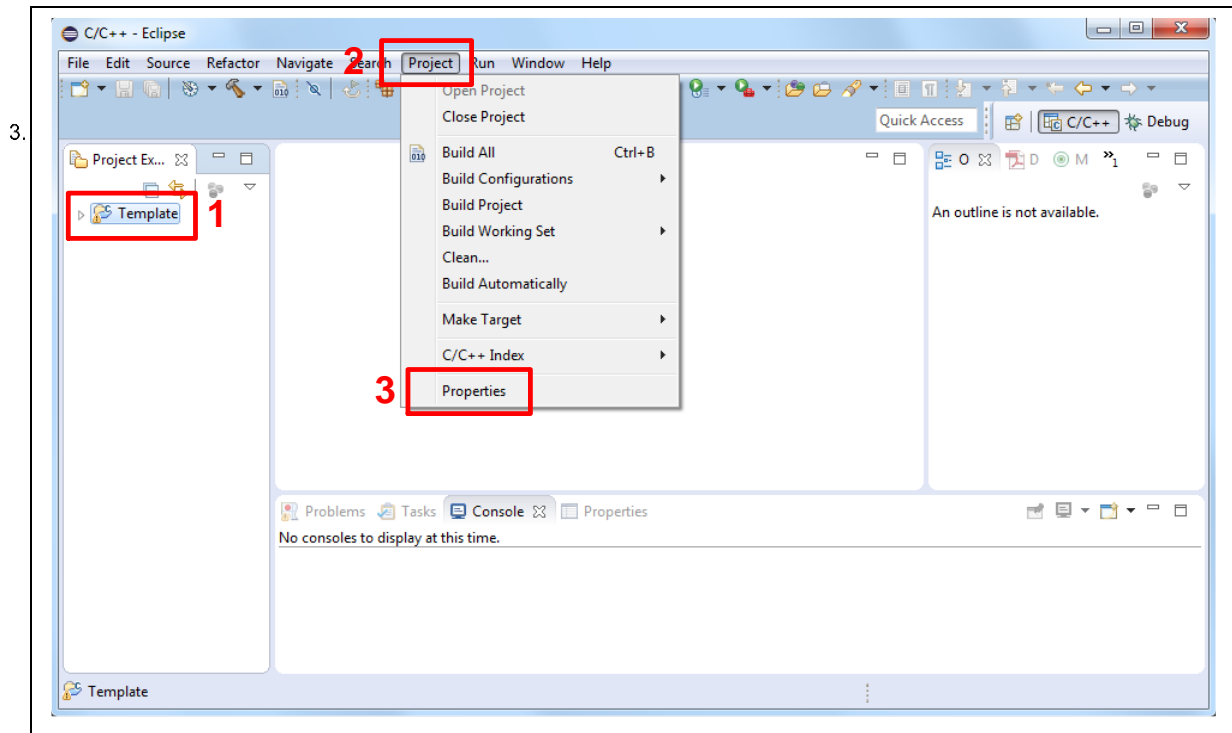 C/C++ - Eclipse
2
File Edit Source Refactor Navigate Search Project Run Window Help
Open Project
Close Project
Quick Access
C/C++
Debug
3.
Project Ex...
Build All Ctrl+B
Build Configurations
Build Project
Build Working Set
Clean...
Build Automatically
Make Target
C/C++ Index
3
Properties
O
D
M
»1
Template
1
An outline is not available.
Problems Tasks Console Properties
No consoles to display at this time.
Template